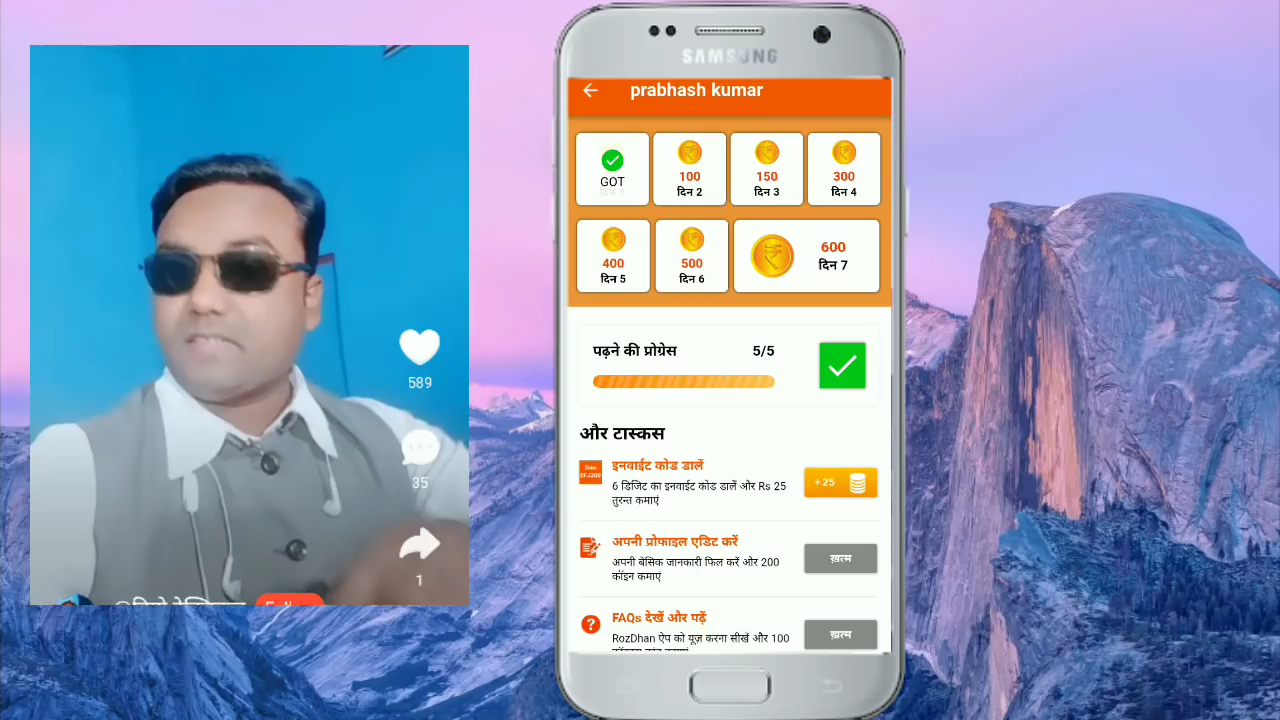 589
35
1
Follow
SAMSUNG
prabhash kumar
GOT
दिन 1
100
दिन 2
150
दिन 3
300
दिन 4
400
दिन 5
500
दिन 6
600
दिन 7
पढ़ने की प्रोग्रेस 5/5
और टास्कस
इनवाईट कोड डालें
6 डिजिट का इनवाईट कोड डालें और Rs 25
तुरन्त कमाएं
+25
अपनी प्रोफाइल एडिट करें
अपनी बेसिक जानकारी फिल करें और 200
कॉइन कमाएं
ख़त्म
FAQs देखें और पढ़ें
RozDhan ऐप को यूज़ करना सीखें और 100
ख़त्म